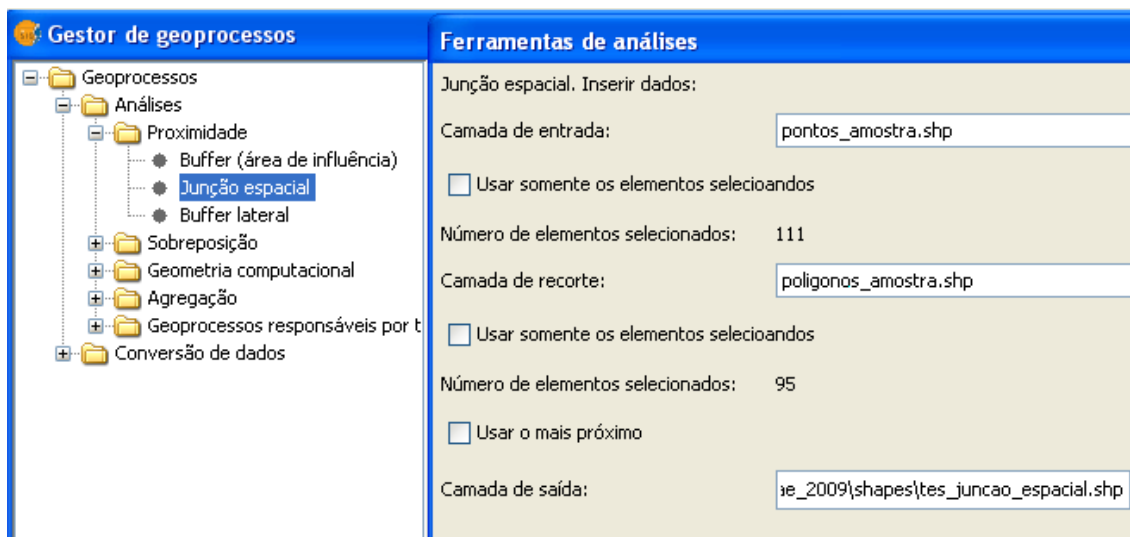 Gestor de geoprocessos
Geoprocessos
Análises
Proximidade
Buffer (área de influência)
Junção espacial
Buffer lateral
Sobreposição
Geometria computacional
Agregação
Geoprocessos responsáveis por t
Conversão de dados
Ferramentas de análises
Junção espacial. Inserir dados:
Camada de entrada: pontos_amostra.shp
Usar somente os elementos selecioandos
Número de elementos selecionados: 111
Camada de recorte: poligonos_amostra.shp
Usar somente os elementos selecioandos
Número de elementos selecionados: 95
Usar o mais próximo
Camada de saída: ae_2009\shapes\tes_juncao_espacial.shp